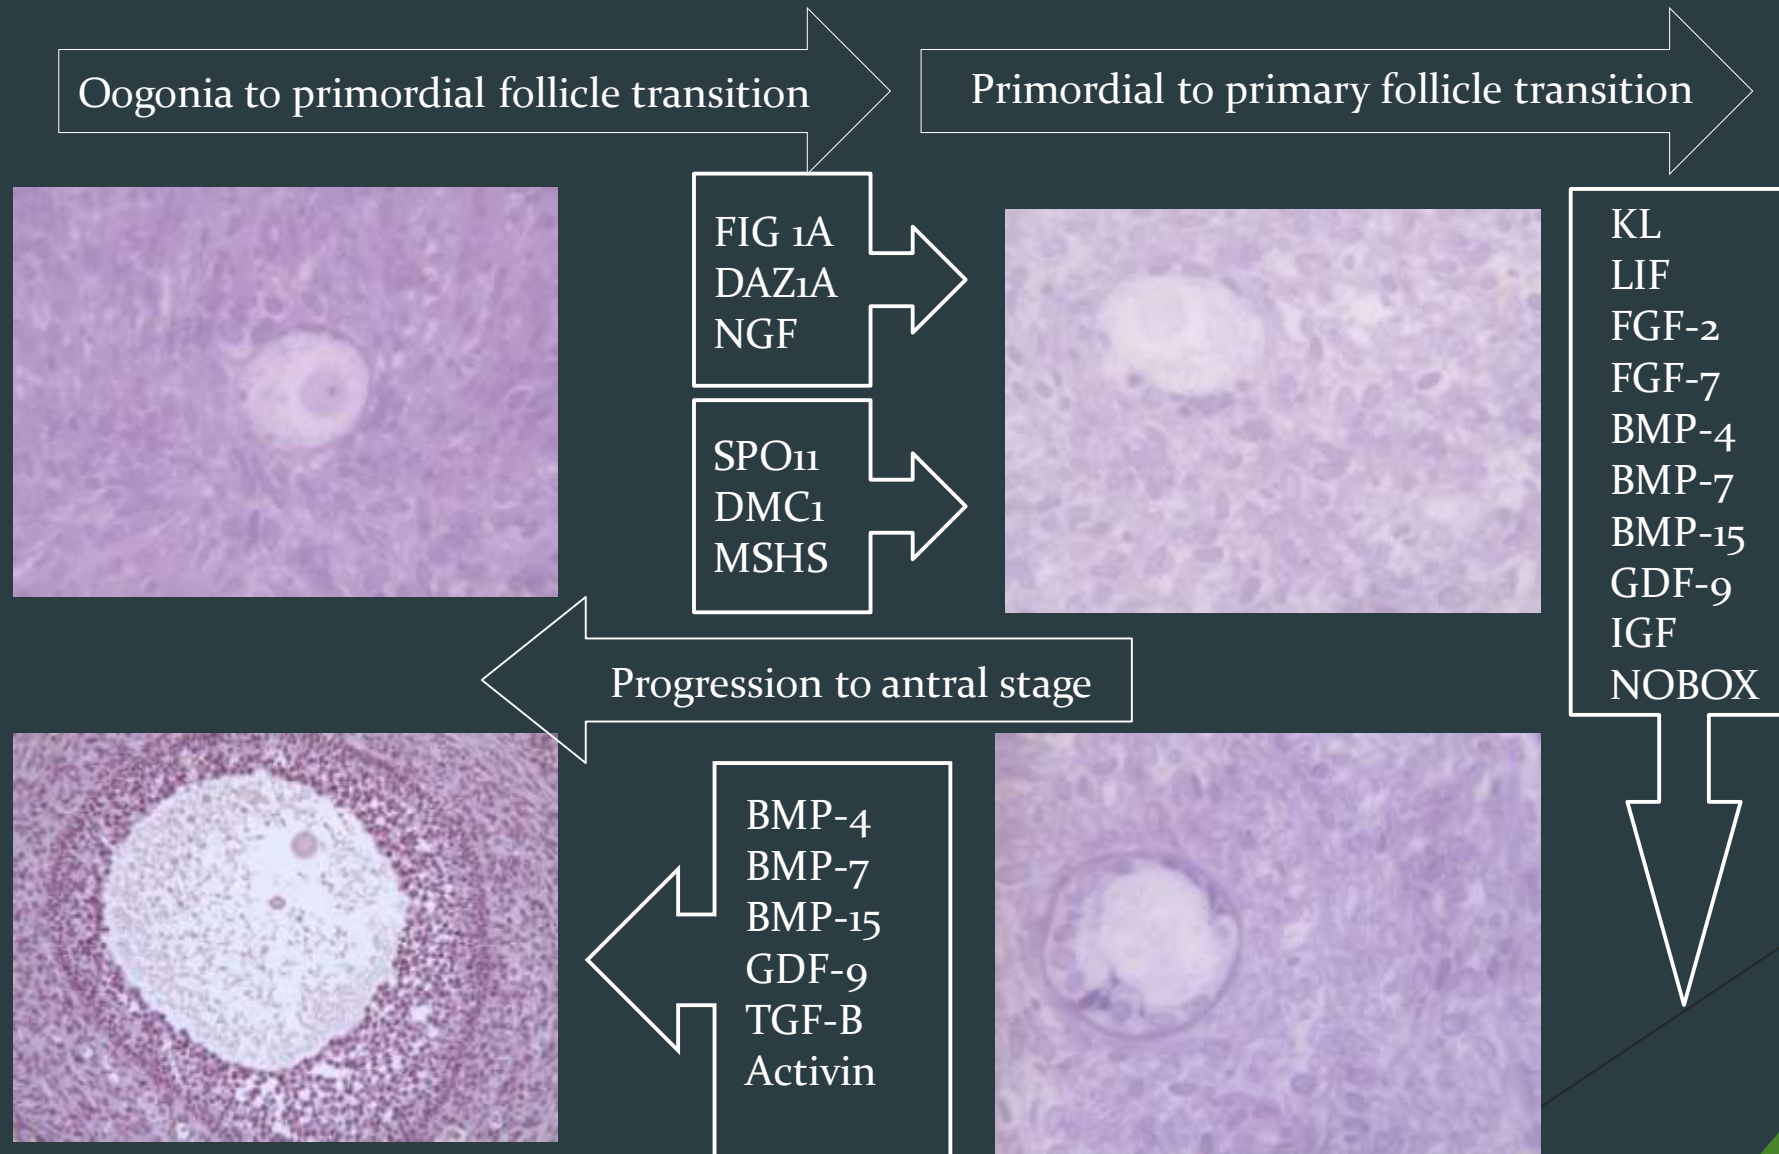 Oogonia to primordial follicle transition
Primordial to primary follicle transition
FIG 1A
DAZ1A
NGF
SPO11
DMC1
MSHS
KL
LIF
FGF-2
FGF-7
BMP-4
BMP-7
BMP-15
GDF-9
IGF
NOBOX
Progression to antral stage
BMP-4
BMP-7
BMP-15
GDF-9
TGF-B
Activin